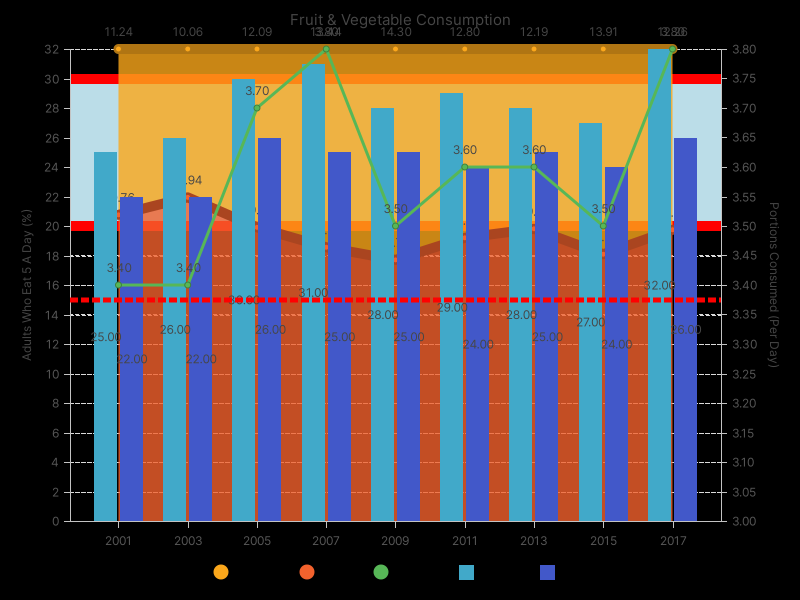 Fruit & Vegetable Consumption
11.24 10.06 12.09 14.30 12.80 12.19 13.91
32 3.80
30 3.75
28 3.70 3.70
26 3.65
24 3.60 3.60 3.60
22 3.55
20 3.50 3.50 3.50
18 3.45
16 3.40 3.40 3.40
14 3.35
12 3.30
10 3.25
8 3.20
6 3.15
4 3.10
2 3.05
0 3.00
25.00 26.00 30.00 31.00 28.00 29.00 28.00 27.00 32.00
22.00 22.00 26.00 25.00 25.00 24.00 25.00 24.00 26.00
Adults Who Eat 5 A Day (%)
Portions Consumed (Per Day)
2001 2003 2005 2007 2009 2011 2013 2015 2017